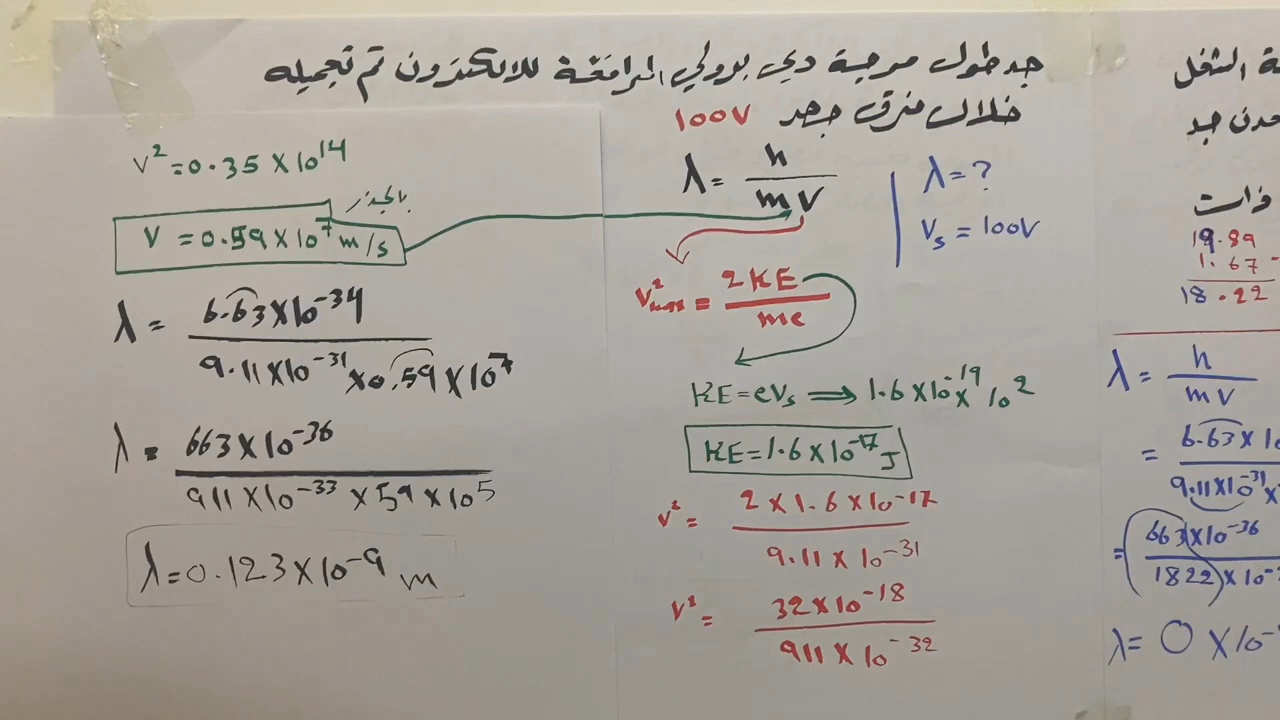 جد طول موجة دي برولي المرافقة للالكترون تم تعجيله
خلال فرق جهد 100V
λ = h / mV
λ = ?
Vs = 100V
V²max = 2KE / me
KE = eVs ⟹ 1.6 × 10⁻¹⁹ × 10²
KE = 1.6 × 10⁻¹⁷ J
V² = 2 × 1.6 × 10⁻¹⁷ / 9.11 × 10⁻³¹
V² = 32 × 10⁻¹⁸ / 911 × 10⁻³²
V² = 0.35 × 10¹⁴
بالجذر
V = 0.59 × 10⁷ m/s
λ = 6.63 × 10⁻³⁴ / 9.11 × 10⁻³¹ × 0.59 × 10⁷
λ = 663 × 10⁻³⁶ / 911 × 10⁻³³ × 59 × 10⁵
λ = 0.123 × 10⁻⁹ m
ة الشغل
جد
ذات
19.89
1.67 -
18.22
λ = h / mV
= 6.63 × 10 / 9.11 × 10⁻³¹ ×
= 663 × 10⁻³⁶ / 1822 × 10⁻
λ = 0 × 10⁻